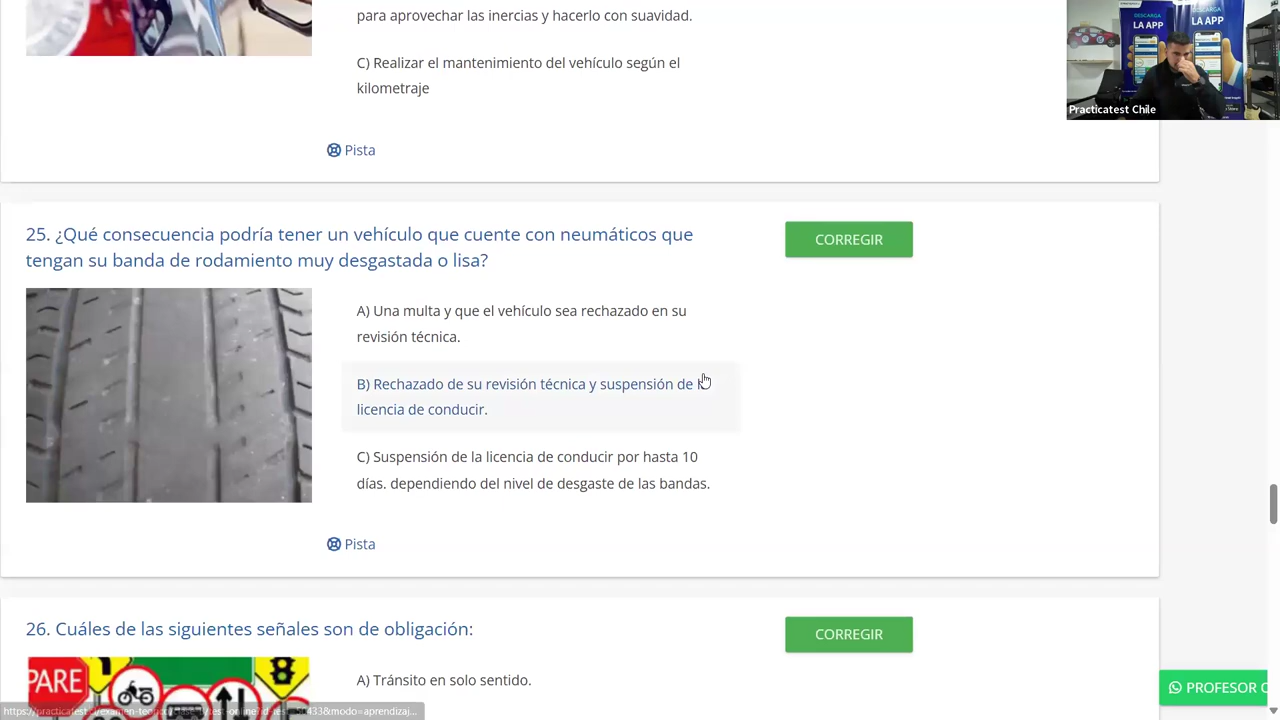 para aprovechar las inercias y hacerlo con suavidad.
C) Realizar el mantenimiento del vehículo según el
kilometraje
Pista
DESCARGA
LA APP
DESCARGA
LA APP
Practicatest Chile
25. ¿Qué consecuencia podría tener un vehículo que cuente con neumáticos que
tengan su banda de rodamiento muy desgastada o lisa?
CORREGIR
A) Una multa y que el vehículo sea rechazado en su
revisión técnica.
B) Rechazado de su revisión técnica y suspensión de
licencia de conducir.
C) Suspensión de la licencia de conducir por hasta 10
días. dependiendo del nivel de desgaste de las bandas.
Pista
26. Cuáles de las siguientes señales son de obligación:
CORREGIR
PARE
A) Tránsito en solo sentido.
PROFESOR